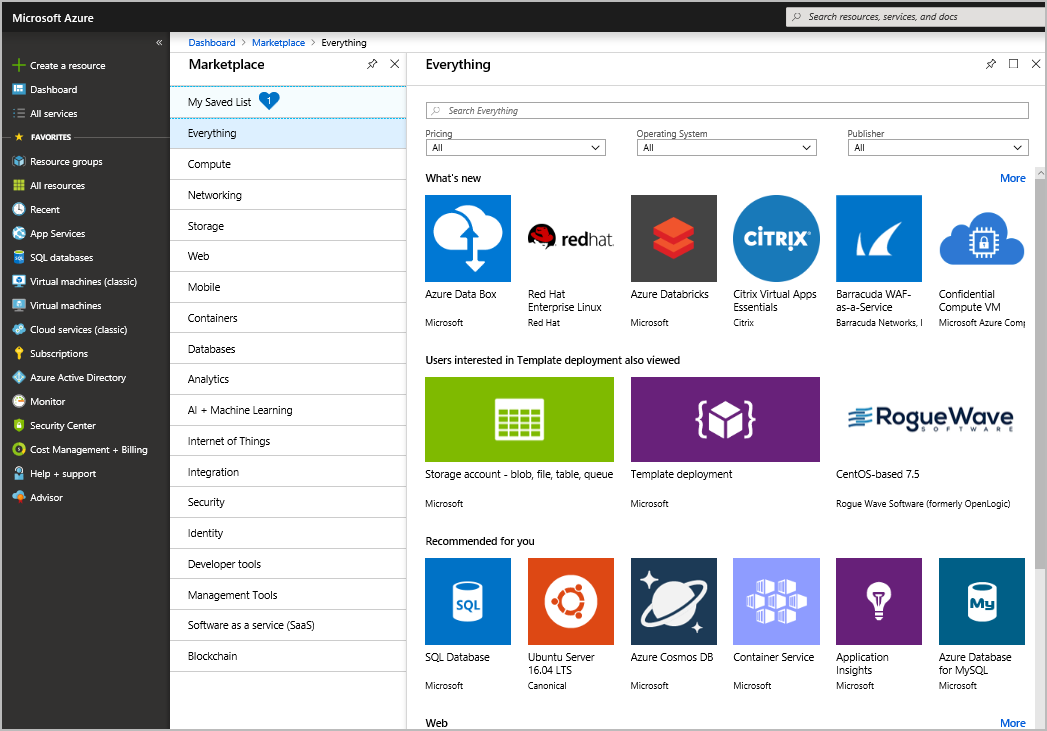 Microsoft Azure
Search resources, services, and docs
«
Create a resource
Dashboard
All services
FAVORITES
Resource groups
All resources
Recent
App Services
SQL databases
Virtual machines (classic)
Virtual machines
Cloud services (classic)
Subscriptions
Azure Active Directory
Monitor
Security Center
Cost Management + Billing
Help + support
Advisor
Dashboard > Marketplace > Everything
Marketplace
My Saved List 1
Everything
Compute
Networking
Storage
Web
Mobile
Containers
Databases
Analytics
AI + Machine Learning
Internet of Things
Integration
Security
Identity
Developer tools
Management Tools
Software as a service (SaaS)
Blockchain
Everything
Search Everything
Pricing Operating System Publisher
All All All
What's new More
redhat. CiTRIX
Azure Data Box
Microsoft
Red Hat
Enterprise Linux
Red Hat
Azure Databricks
Microsoft
Citrix Virtual Apps
Essentials
Citrix
Barracuda WAF-
as-a-Service
Barracuda Networks, I
Confidential
Compute VM
Microsoft Azure Comp
Users interested in Template deployment also viewed
RogueWave
SOFTWARE
Storage account - blob, file, table, queue
Microsoft
Template deployment
Microsoft
CentOS-based 7.5
Rogue Wave Software (formerly OpenLogic)
Recommended for you
SQL My
SQL Database
Microsoft
Ubuntu Server
16.04 LTS
Canonical
Azure Cosmos DB
Microsoft
Container Service
Microsoft
Application
Insights
Microsoft
Azure Database
for MySQL
Microsoft
Web More